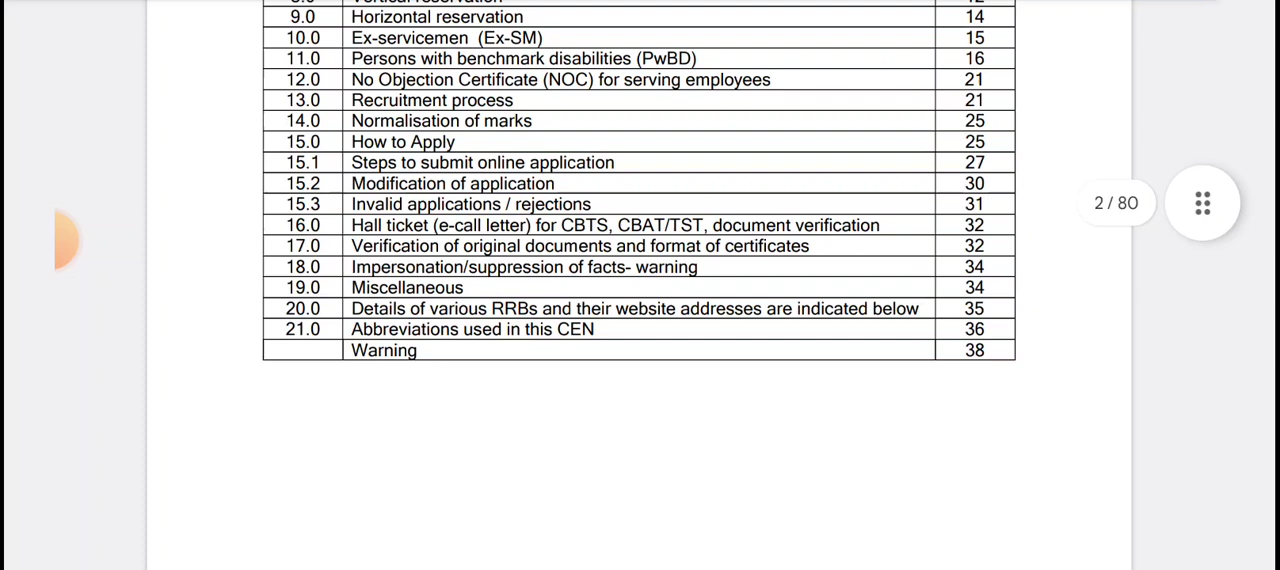 9.0 Horizontal reservation 14
10.0 Ex-servicemen (Ex-SM) 15
11.0 Persons with benchmark disabilities (PwBD) 16
12.0 No Objection Certificate (NOC) for serving employees 21
13.0 Recruitment process 21
14.0 Normalisation of marks 25
15.0 How to Apply 25
15.1 Steps to submit online application 27
15.2 Modification of application 30
15.3 Invalid applications / rejections 31
2 / 80
16.0 Hall ticket (e-call letter) for CBTS, CBAT/TST, document verification 32
17.0 Verification of original documents and format of certificates 32
18.0 Impersonation/suppression of facts- warning 34
19.0 Miscellaneous 34
20.0 Details of various RRBs and their website addresses are indicated below 35
21.0 Abbreviations used in this CEN 36
Warning 38